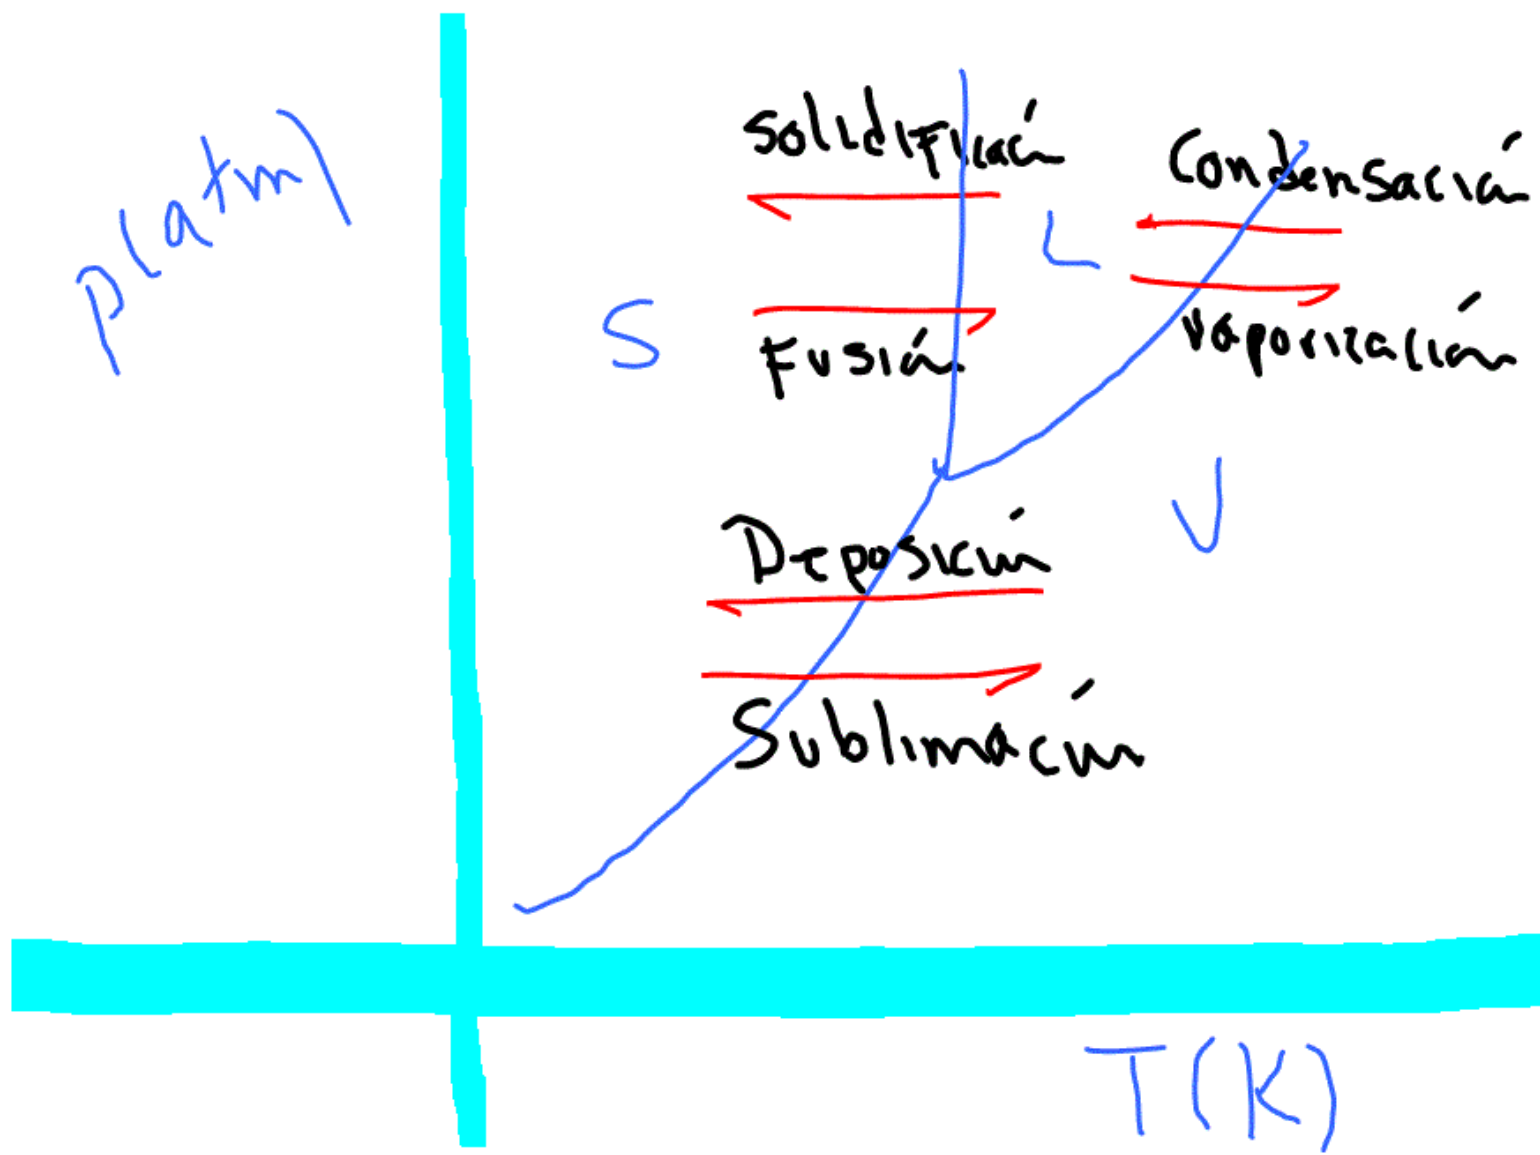 p(atm)
Solidificación
Condensación
L
S
Fusión
Vaporización
V
Deposición
Sublimación
T(K)